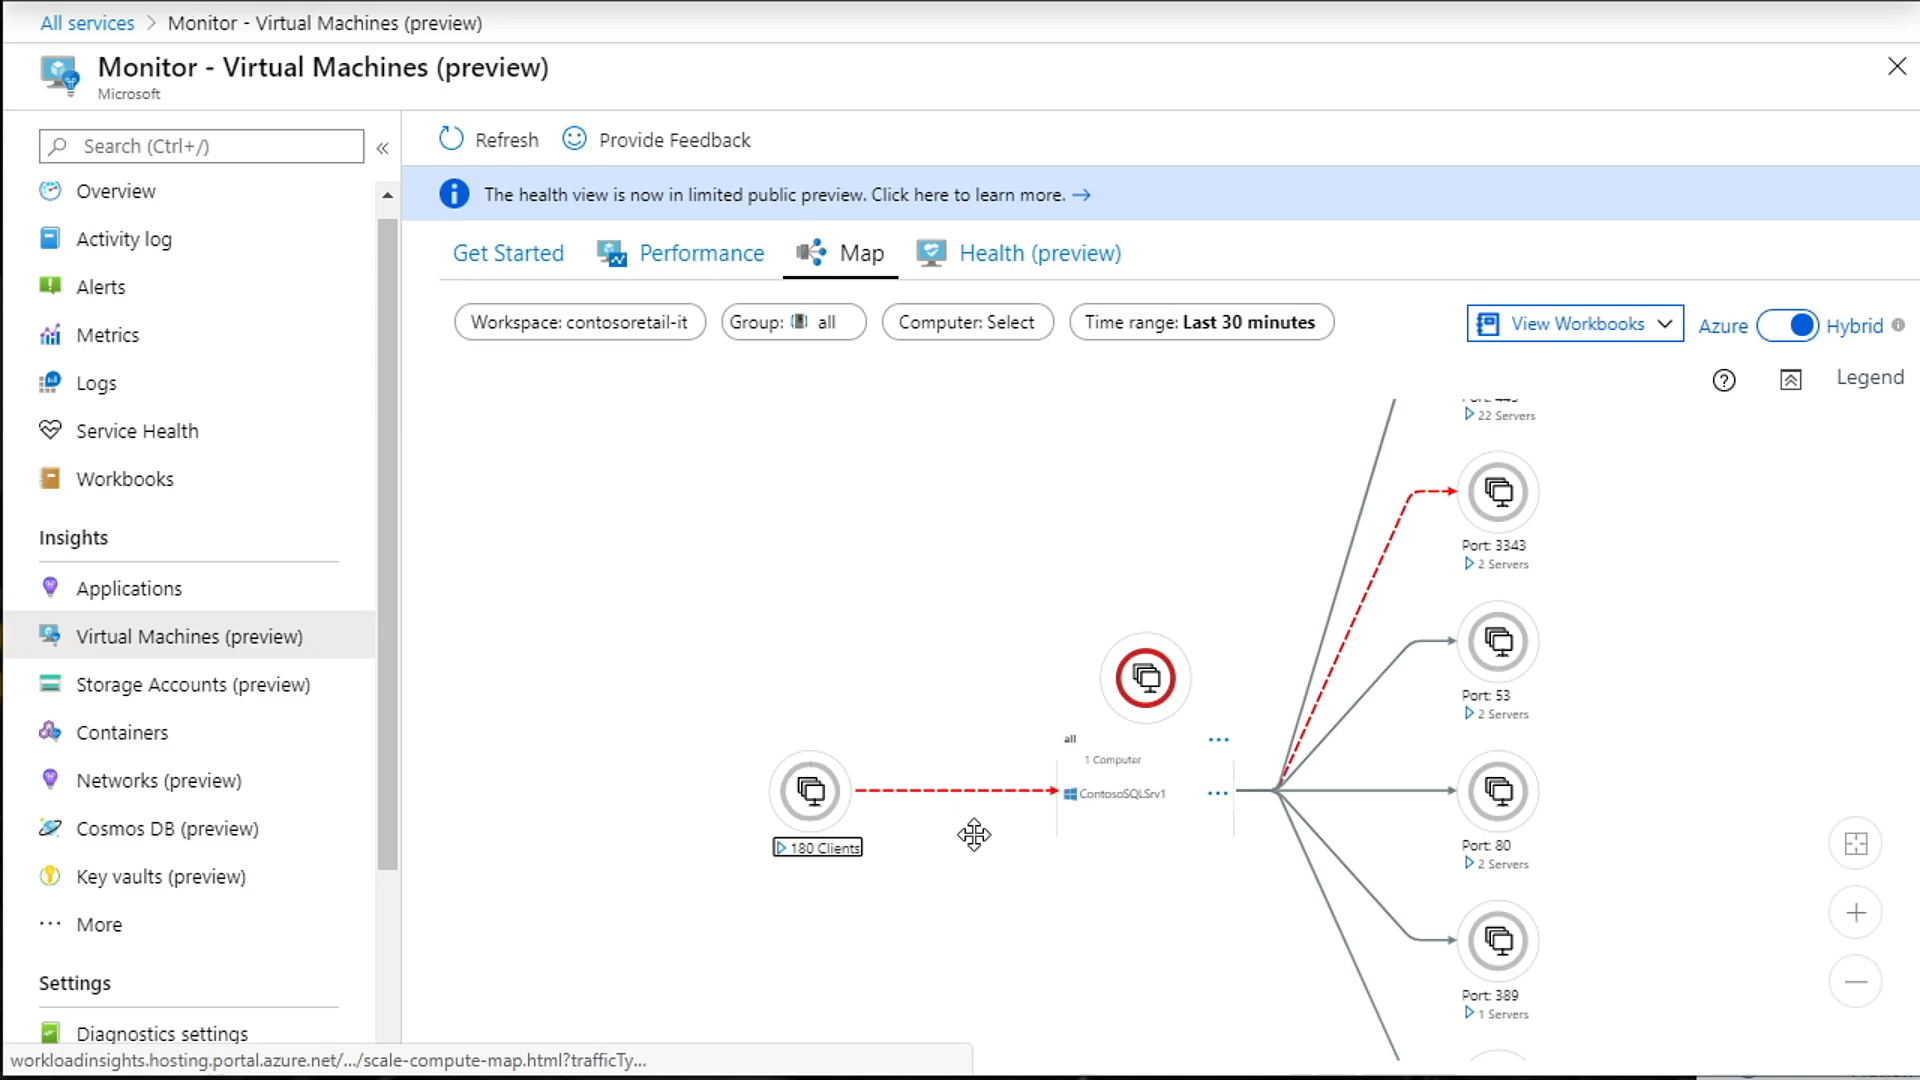 All services > Monitor - Virtual Machines (preview)
Monitor - Virtual Machines (preview)
Microsoft
Search (Ctrl+/)
«
Overview
Activity log
Alerts
Metrics
Logs
Service Health
Workbooks
Insights
Applications
Virtual Machines (preview)
Storage Accounts (preview)
Containers
Networks (preview)
Cosmos DB (preview)
Key vaults (preview)
More
Settings
Diagnostics settings
workloadinsights.hosting.portal.azure.net/.../scale-compute-map.html?trafficTy...
Refresh
Provide Feedback
The health view is now in limited public preview. Click here to learn more. →
Get Started
Performance
Map
Health (preview)
Workspace: contosoretail-it
Group: all
Computer: Select
Time range: Last 30 minutes
View Workbooks
Azure
Hybrid
Legend
22 Servers
Port: 3343
2 Servers
Port: 53
2 Servers
all
1 Computer
ContosoSQLSrv1
180 Clients
Port: 80
2 Servers
Port: 389
1 Servers